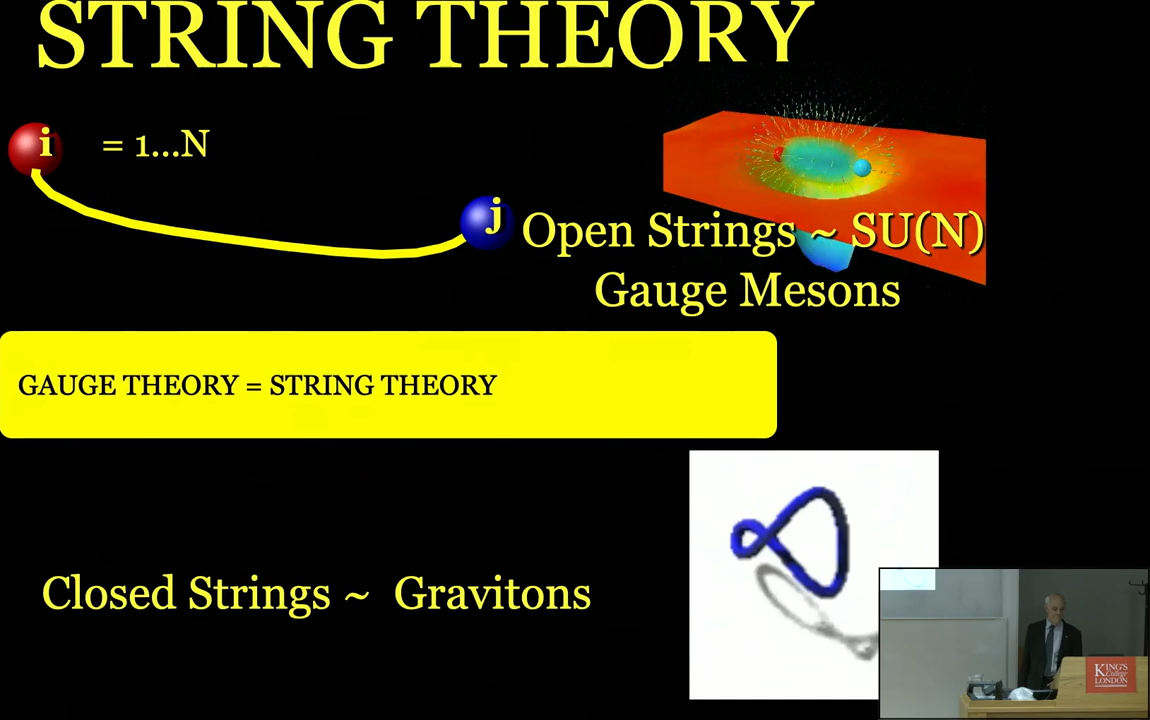 STRING THEORY
i = 1...N
j
Open Strings ~ SU(N)
Gauge Mesons
GAUGE THEORY = STRING THEORY
Closed Strings ~ Gravitons
KING'S
College
LONDON